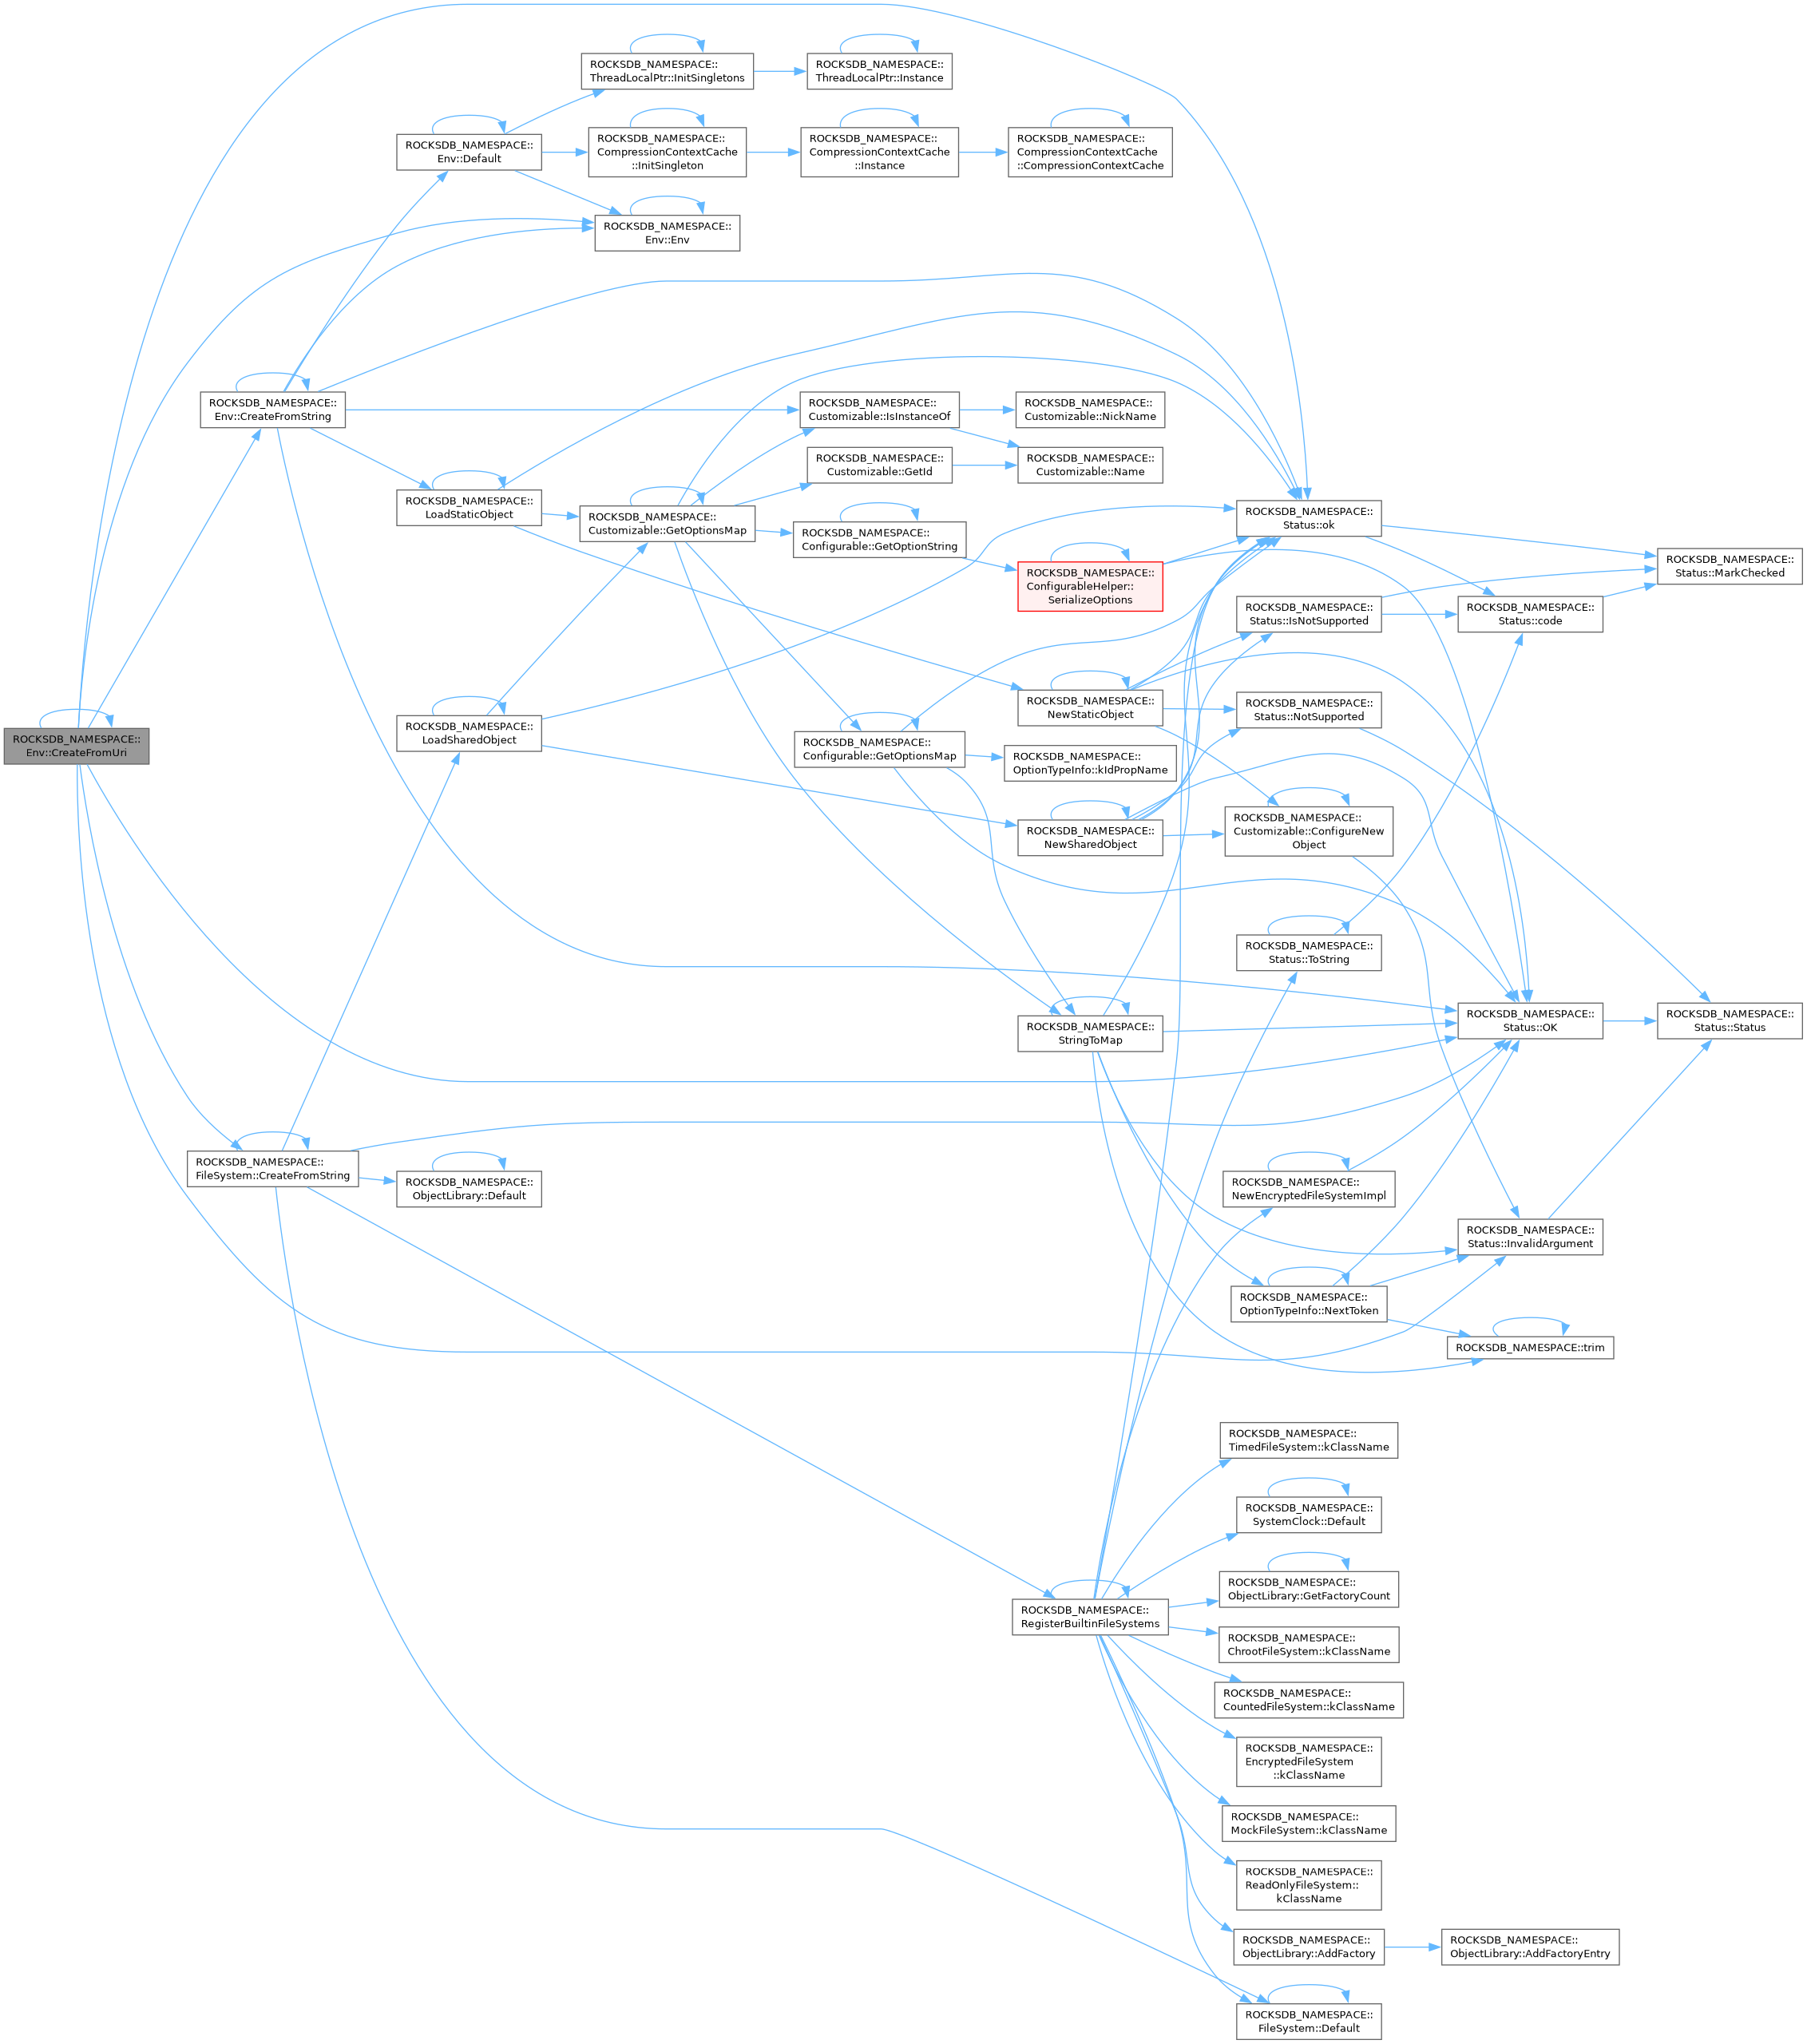 ROCKSDB_NAMESPACE::
Env::CreateFromUri
ROCKSDB_NAMESPACE::
Env::CreateFromString
ROCKSDB_NAMESPACE::
FileSystem::CreateFromString
ROCKSDB_NAMESPACE::
Env::Default
ROCKSDB_NAMESPACE::
LoadStaticObject
ROCKSDB_NAMESPACE::
LoadSharedObject
ROCKSDB_NAMESPACE::
ObjectLibrary::Default
ROCKSDB_NAMESPACE::
ThreadLocalPtr::InitSingletons
ROCKSDB_NAMESPACE::
CompressionContextCache
::InitSingleton
ROCKSDB_NAMESPACE::
Env::Env
ROCKSDB_NAMESPACE::
Customizable::GetOptionsMap
ROCKSDB_NAMESPACE::
ThreadLocalPtr::Instance
ROCKSDB_NAMESPACE::
CompressionContextCache
::Instance
ROCKSDB_NAMESPACE::
Customizable::IsInstanceOf
ROCKSDB_NAMESPACE::
Customizable::GetId
ROCKSDB_NAMESPACE::
Configurable::GetOptionString
ROCKSDB_NAMESPACE::
Configurable::GetOptionsMap
ROCKSDB_NAMESPACE::
CompressionContextCache
::CompressionContextCache
ROCKSDB_NAMESPACE::
Customizable::NickName
ROCKSDB_NAMESPACE::
Customizable::Name
ROCKSDB_NAMESPACE::
ConfigurableHelper::
SerializeOptions
ROCKSDB_NAMESPACE::
NewStaticObject
ROCKSDB_NAMESPACE::
OptionTypeInfo::kIdPropName
ROCKSDB_NAMESPACE::
NewSharedObject
ROCKSDB_NAMESPACE::
StringToMap
ROCKSDB_NAMESPACE::
RegisterBuiltinFileSystems
ROCKSDB_NAMESPACE::
Status::ok
ROCKSDB_NAMESPACE::
Status::IsNotSupported
ROCKSDB_NAMESPACE::
Status::NotSupported
ROCKSDB_NAMESPACE::
Customizable::ConfigureNew
Object
ROCKSDB_NAMESPACE::
Status::ToString
ROCKSDB_NAMESPACE::
NewEncryptedFileSystemImpl
ROCKSDB_NAMESPACE::
OptionTypeInfo::NextToken
ROCKSDB_NAMESPACE::
TimedFileSystem::kClassName
ROCKSDB_NAMESPACE::
SystemClock::Default
ROCKSDB_NAMESPACE::
ObjectLibrary::GetFactoryCount
ROCKSDB_NAMESPACE::
ChrootFileSystem::kClassName
ROCKSDB_NAMESPACE::
CountedFileSystem::kClassName
ROCKSDB_NAMESPACE::
EncryptedFileSystem
::kClassName
ROCKSDB_NAMESPACE::
MockFileSystem::kClassName
ROCKSDB_NAMESPACE::
ReadOnlyFileSystem::
kClassName
ROCKSDB_NAMESPACE::
ObjectLibrary::AddFactory
ROCKSDB_NAMESPACE::
FileSystem::Default
ROCKSDB_NAMESPACE::
Status::code
ROCKSDB_NAMESPACE::
Status::OK
ROCKSDB_NAMESPACE::
Status::InvalidArgument
ROCKSDB_NAMESPACE::trim
ROCKSDB_NAMESPACE::
ObjectLibrary::AddFactoryEntry
ROCKSDB_NAMESPACE::
Status::MarkChecked
ROCKSDB_NAMESPACE::
Status::Status